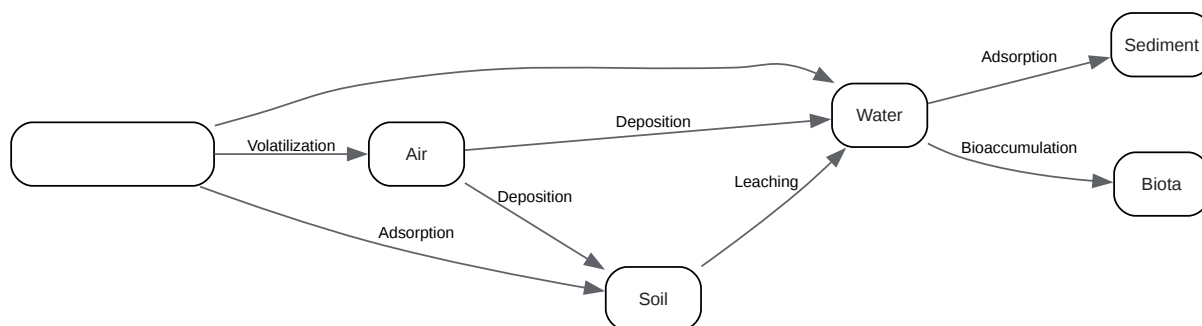 Sediment
Adsorption
Water
Deposition
Volatilization
Air
Bioaccumulation
Leaching
Biota
Deposition
Adsorption
Soil